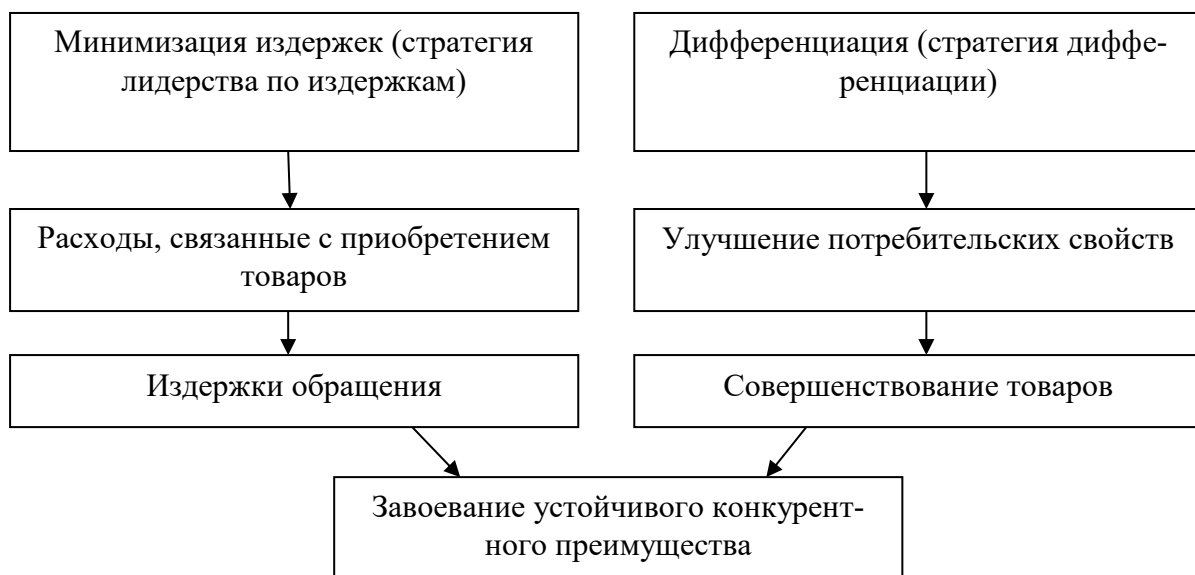 Минимизация издержек (стратегия
лидерства по издержкам)
Дифференциация (стратегия диффе-
ренциации)
Расходы, связанные с приобретением
товаров
Улучшение потребительских свойств
Издержки обращения
Совершенствование товаров
Завоевание устойчивого конкурент-
ного преимущества